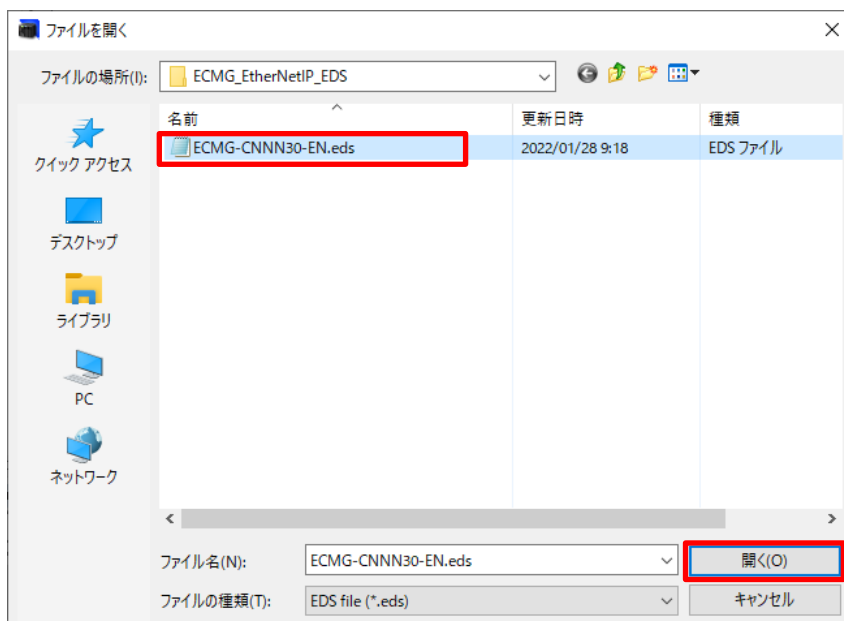 ファイルを開く
ファイルの場所(I): ECMG_EtherNetIP_EDS
名前 更新日時 種類
ECMG-CNNN30-EN.eds 2022/01/28 9:18 EDS ファイル
クイック アクセス
デスクトップ
ライブラリ
PC
ネットワーク
ファイル名(N): ECMG-CNNN30-EN.eds 開く(O)
ファイルの種類(T): EDS file (*.eds) キャンセル